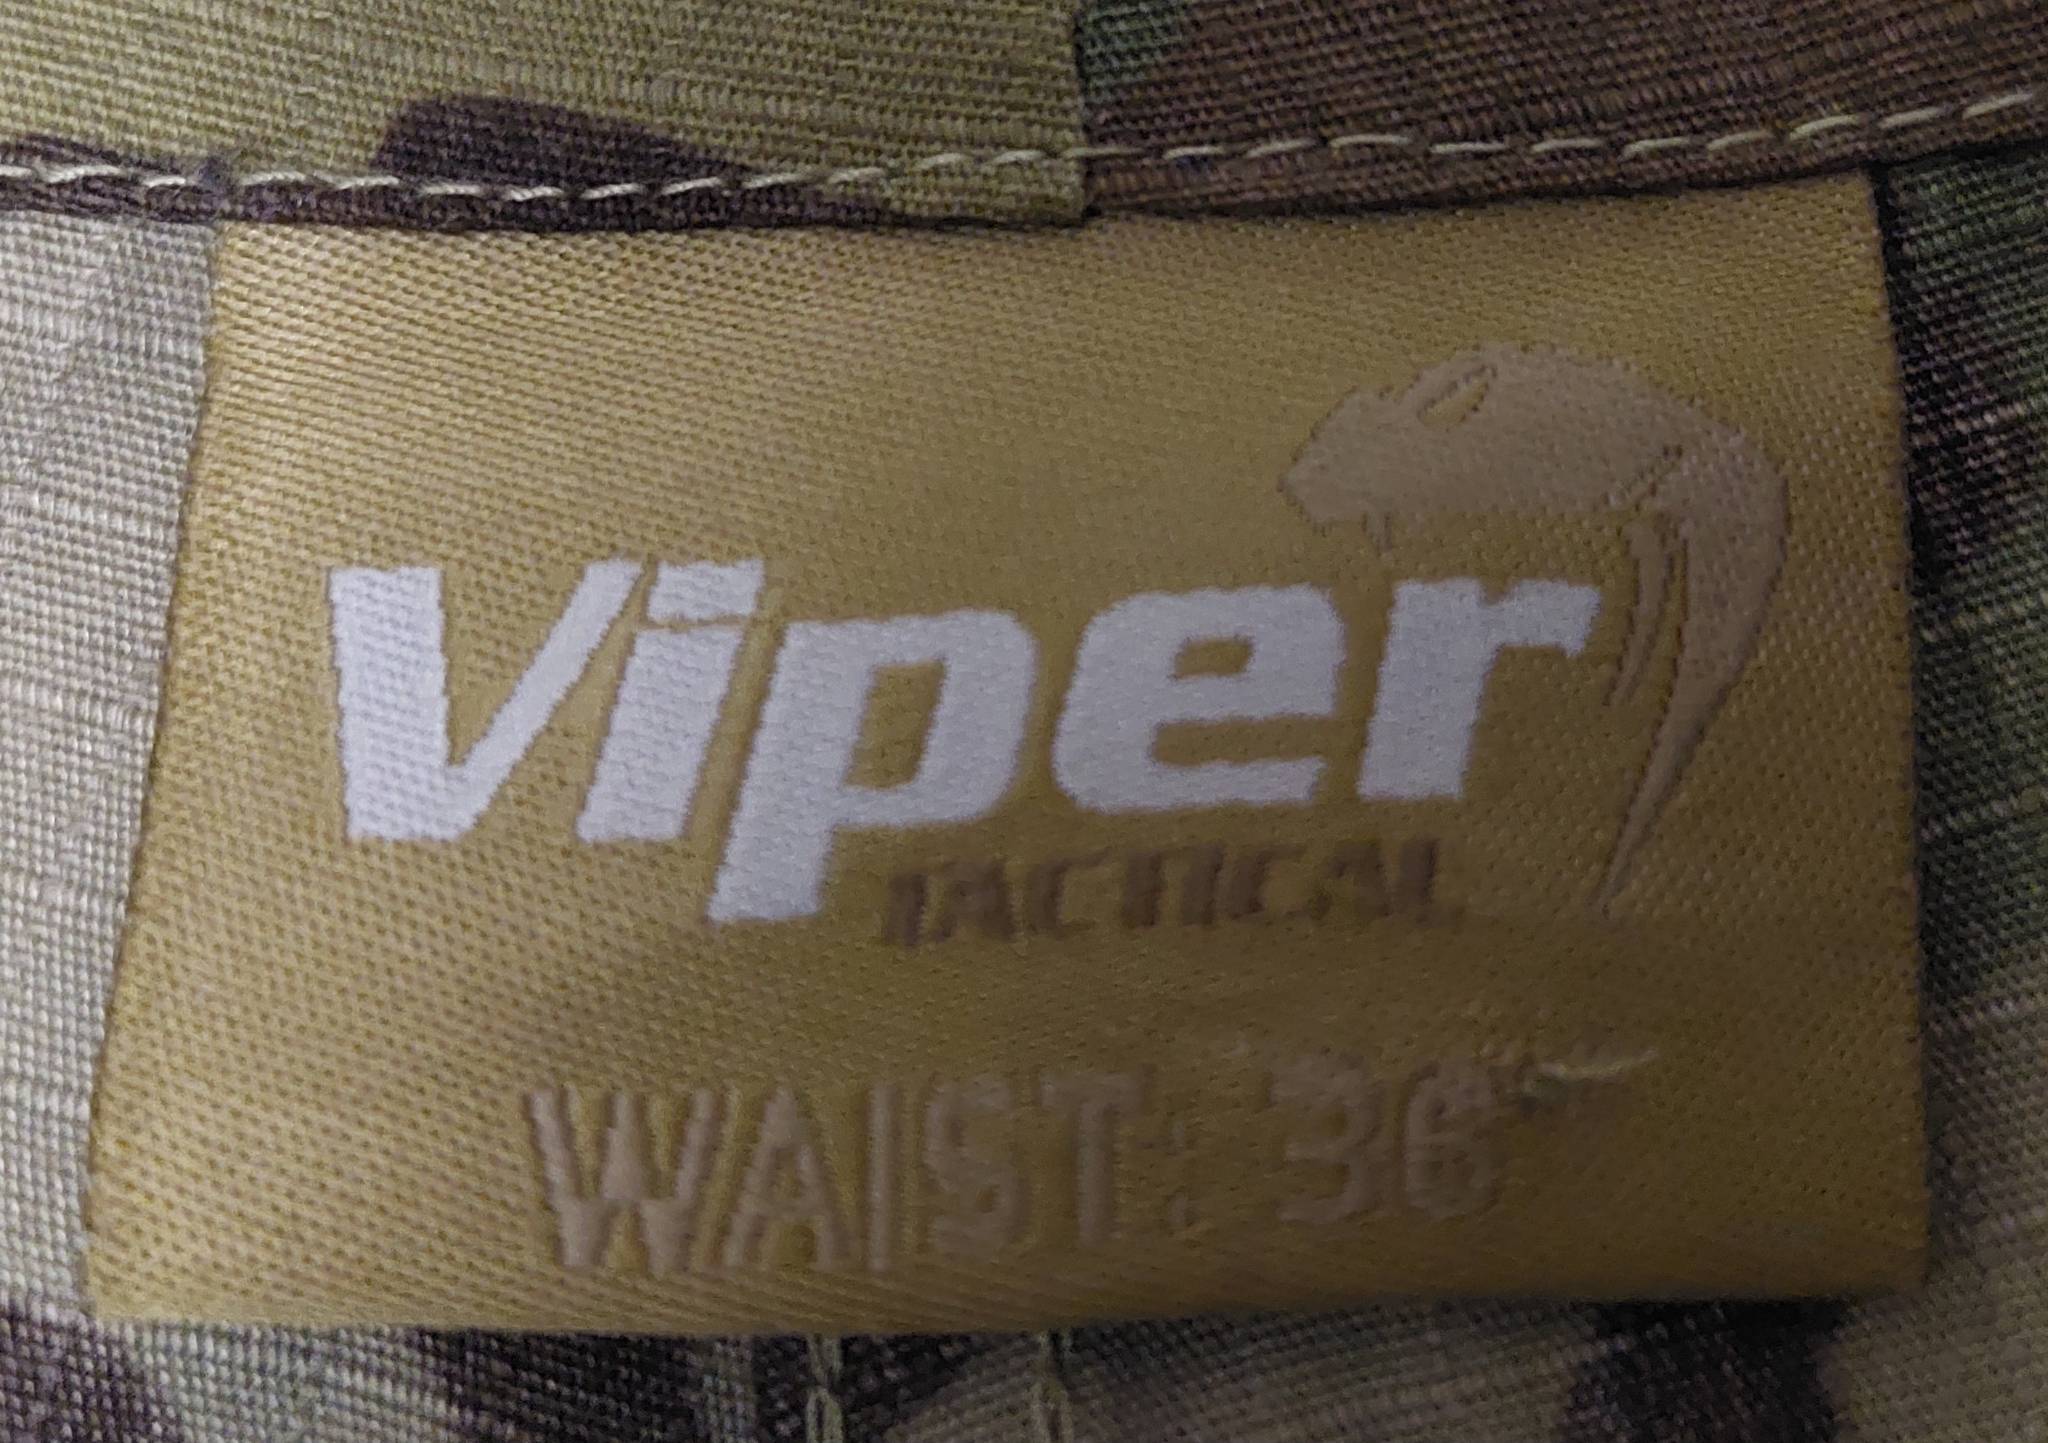 Viper
TACTICAL
WAIST: 36"